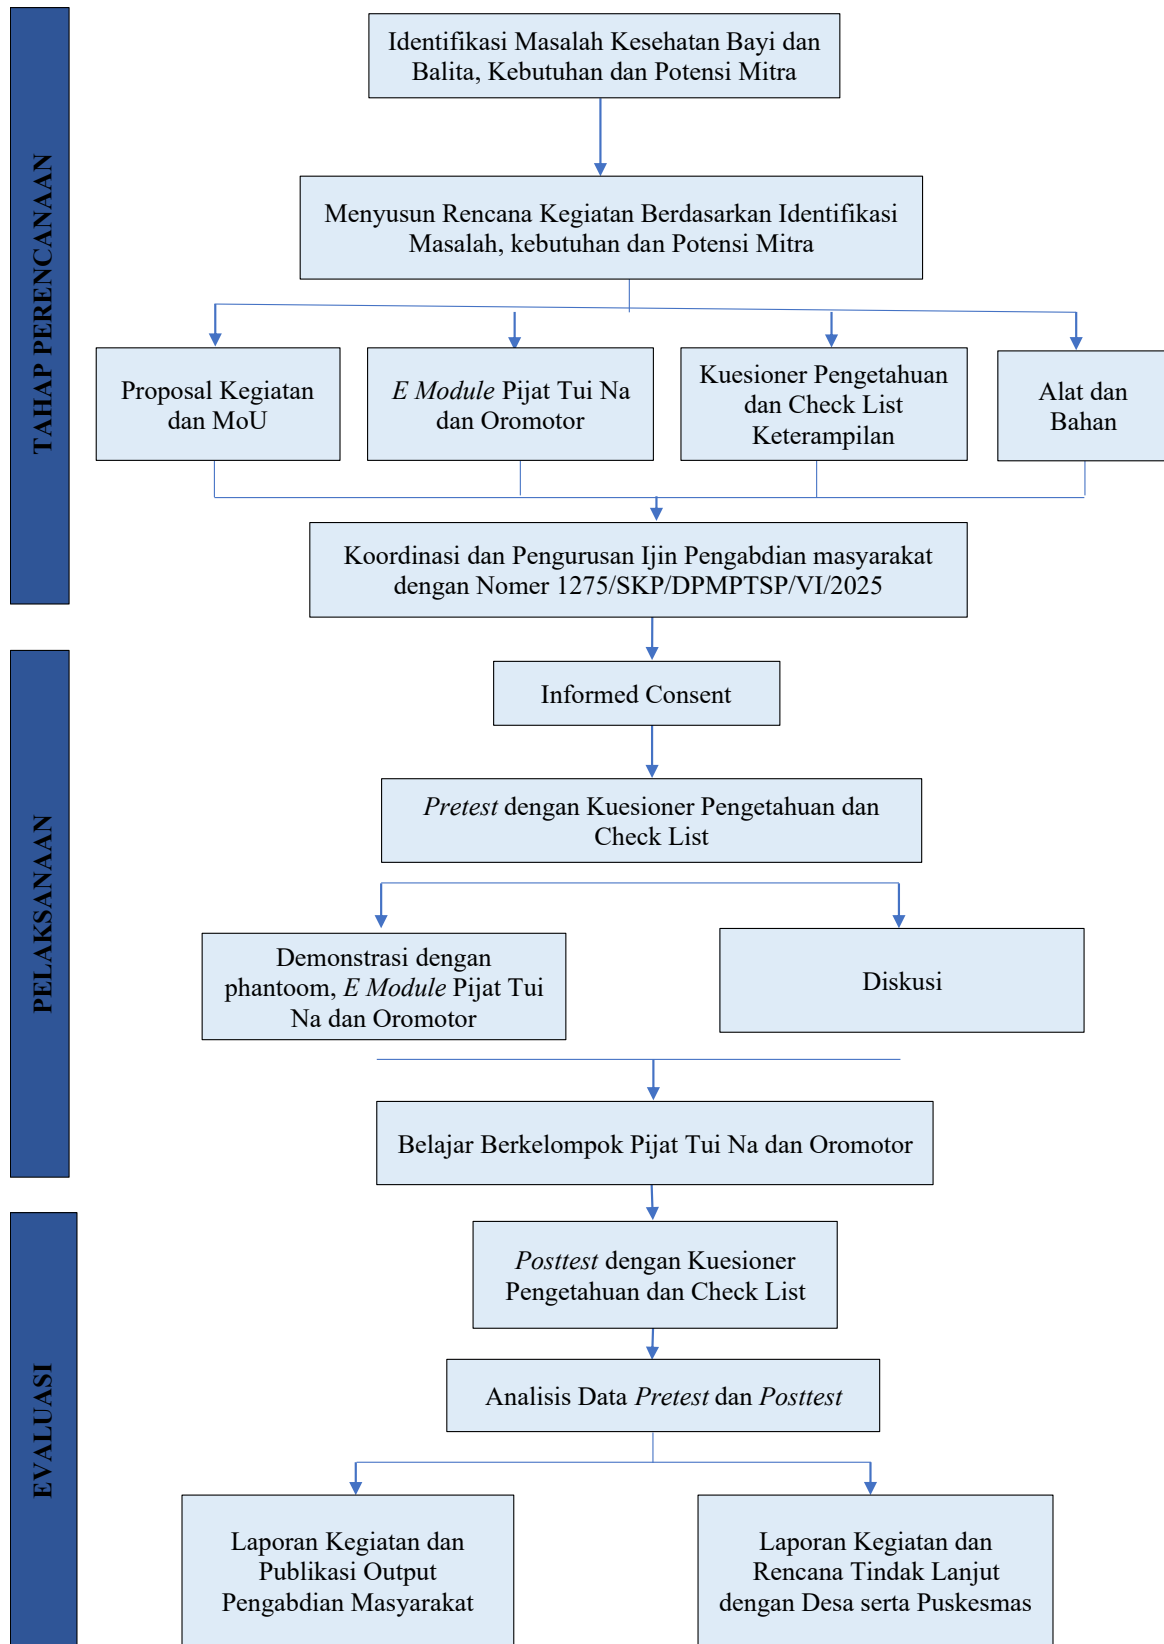 TAHAP PERENCANAAN
Identifikasi Masalah Kesehatan Bayi dan
Balita, Kebutuhan dan Potensi Mitra
Menyusun Rencana Kegiatan Berdasarkan Identifikasi
Masalah, kebutuhan dan Potensi Mitra
Proposal Kegiatan
dan MoU
E Module Pijat Tui Na
dan Oromotor
Kuesioner Pengetahuan
dan Check List
Keterampilan
Alat dan
Bahan
Koordinasi dan Pengurusan Ijin Pengabdian masyarakat
dengan Nomer 1275/SKP/DPMPTSP/VI/2025
PELAKSANAAN
Informed Consent
Pretest dengan Kuesioner Pengetahuan dan
Check List
Demonstrasi dengan
phantoom, E Module Pijat Tui
Na dan Oromotor
Diskusi
Belajar Berkelompok Pijat Tui Na dan Oromotor
EVALUASI
Posttest dengan Kuesioner
Pengetahuan dan Check List
Analisis Data Pretest dan Posttest
Laporan Kegiatan dan
Publikasi Output
Pengabdian Masyarakat
Laporan Kegiatan dan
Rencana Tindak Lanjut
dengan Desa serta Puskesmas